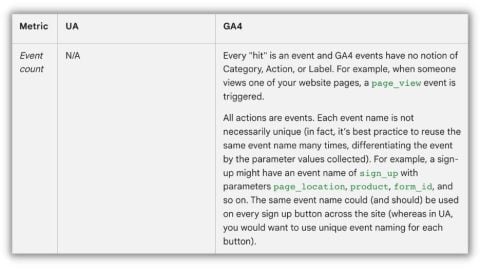 Metric UA GA4
Event count N/A Every "hit" is an event and GA4 events have no notion of
Category, Action, or Label. For example, when someone
views one of your website pages, a page_view event is
triggered.
All actions are events. Each event name is not
necessarily unique (in fact, it's best practice to reuse the
same event name many times, differentiating the event
by the parameter values collected). For example, a sign-
up might have an event name of sign_up with
parameters page_location, product, form_id, and
so on. The same event name could (and should) be used
on every sign up button across the site (whereas in UA,
you would want to use unique event naming for each
button).